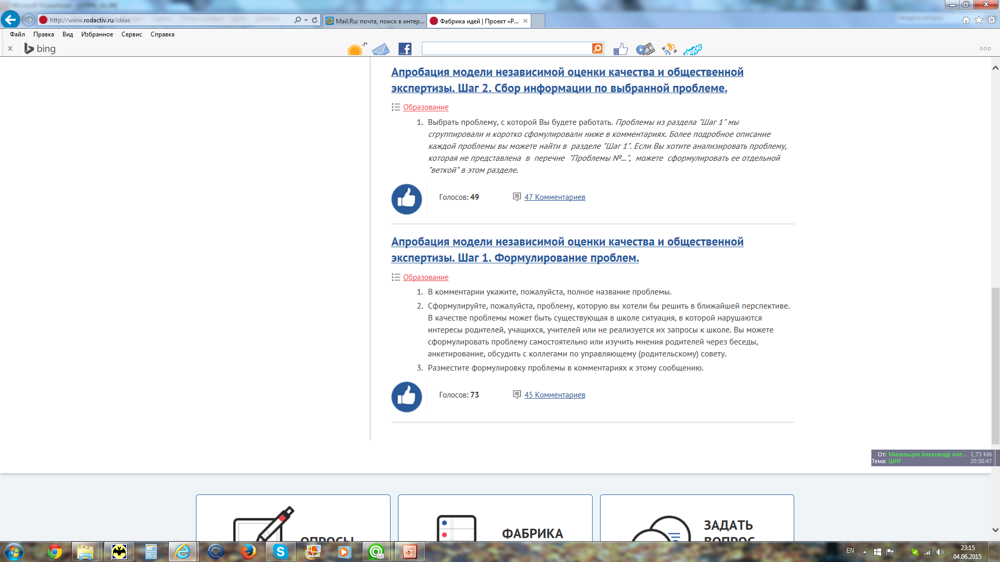 http://www.rodactiv.ru/ideas
Mail.Ru: почта, поиск в интер...
Фабрика идей | Проект «Р...
Файл Правка Вид Избранное Сервис Справка
x bing
-7°
skype
Апробация модели независимой оценки качества и общественной
экспертизы. Шаг 2. Сбор информации по выбранной проблеме.
Образование
1. Выбрать проблему, с которой Вы будете работать. Проблемы из раздела "Шаг 1" мы
сгруппировали и коротко сфомулировали ниже в комментариях. Более подробное описание
каждой проблемы вы можете найти в разделе "Шаг 1". Если Вы хотите анализировать проблему,
которая не представлена в перечне "Проблемы №...", можете сформулировать ее отдельной
"веткой" в этом разделе.
Голосов: 49
47 Комментариев
Апробация модели независимой оценки качества и общественной
экспертизы. Шаг 1. Формулирование проблем.
Образование
1. В комментарии укажите, пожалуйста, полное название проблемы.
2. Сформулируйте, пожалуйста, проблему, которую вы хотели бы решить в ближайшей перспективе.
В качестве проблемы может быть существующая в школе ситуация, в которой нарушаются
интересы родителей, учащихся, учителей или не реализуется их запросы к школе. Вы можете
сформулировать проблему самостоятельно или изучить мнения родителей через беседы,
анкетирование, обсудить с коллегами по управляющему (родительскому) совету.
3. Разместите формулировку проблемы в комментариях к этому сообщению.
Голосов: 73
45 Комментариев
От: Михальцов Александр Але... 1,73 Мб
Тема: ШНТ 20:58:47
ОПРОСЫ
ФАБРИКА
ЗАДАТЬ
ВОПРОС
EN
23:15
04.06.2015